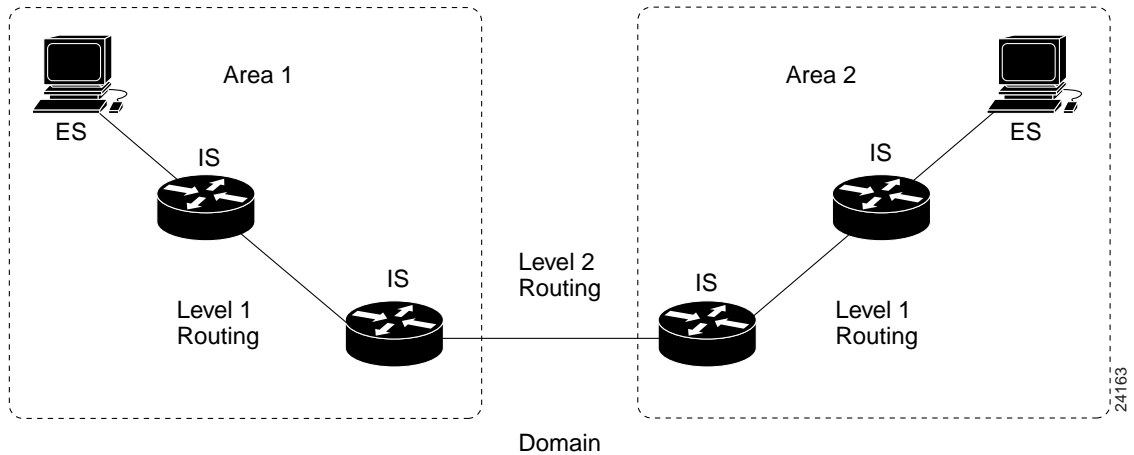 Area 1
Area 2
ES
ES
IS
IS
IS
IS
Level 2
Routing
Level 1
Routing
Level 1
Routing
24163
Domain